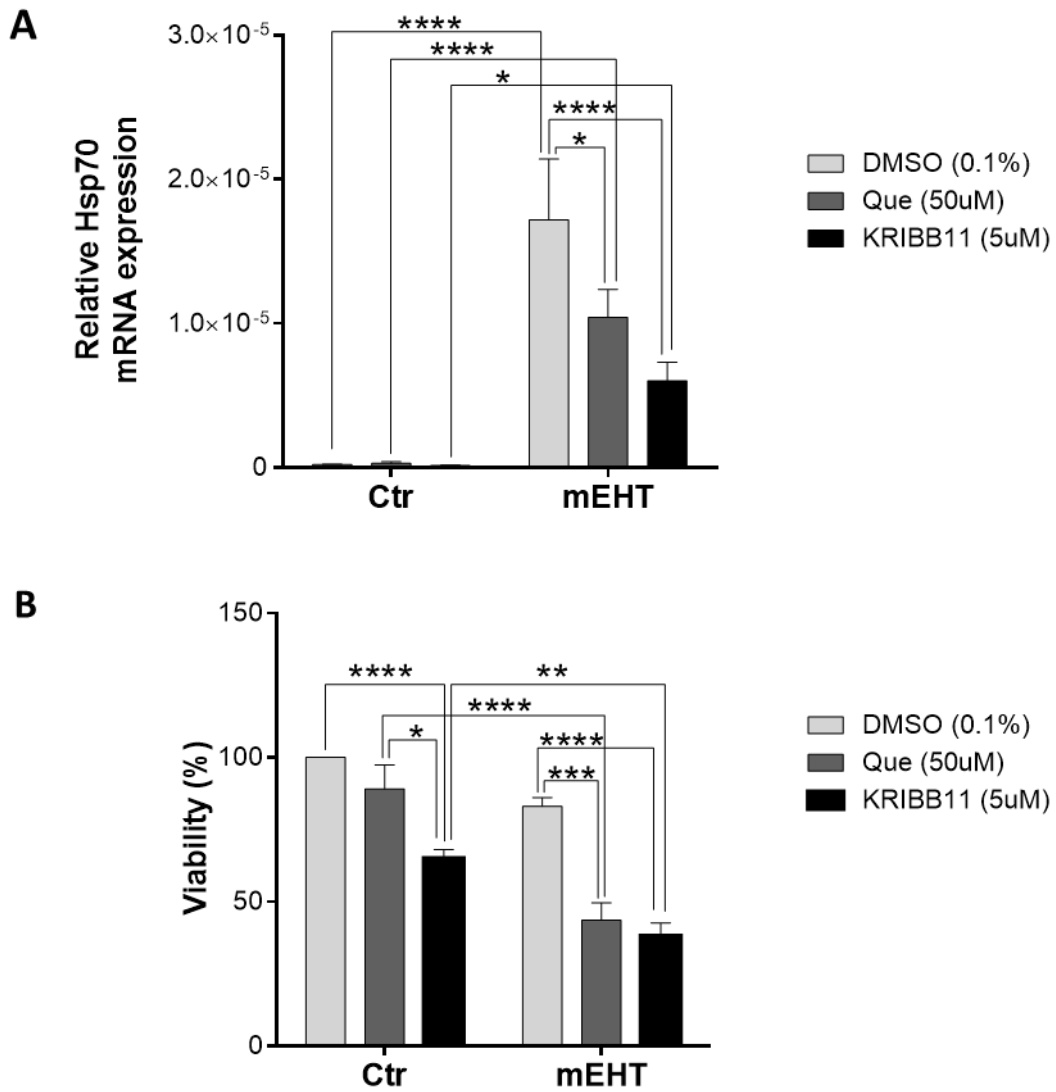 A
Relative Hsp70
mRNA expression
3.0×10-5
2.0×10-5
1.0×10-5
0
****
****
*
****
*
Ctr
mEHT
DMSO (0.1%)
Que (50uM)
KRIBB11 (5uM)
B
Viability (%)
150
100
50
0
****
**
****
*
****
***
Ctr
mEHT
DMSO (0.1%)
Que (50uM)
KRIBB11 (5uM)